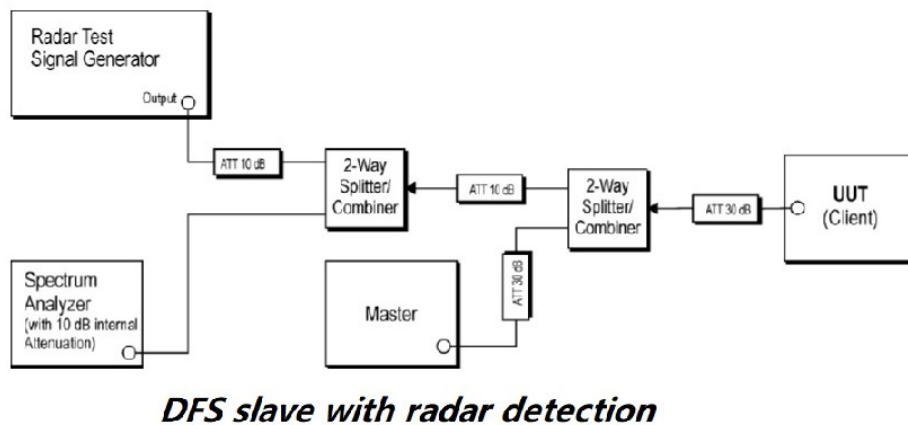 Radar Test
Signal Generator
Output
ATT 10 dB
2-Way
Splitter/
Combiner
ATT 10 dB
2-Way
Splitter/
Combiner
ATT 30 dB
UUT
(Client)
Spectrum
Analyzer
(with 10 dB internal
Attenuation)
Master
ATT 30 dB
DFS slave with radar detection